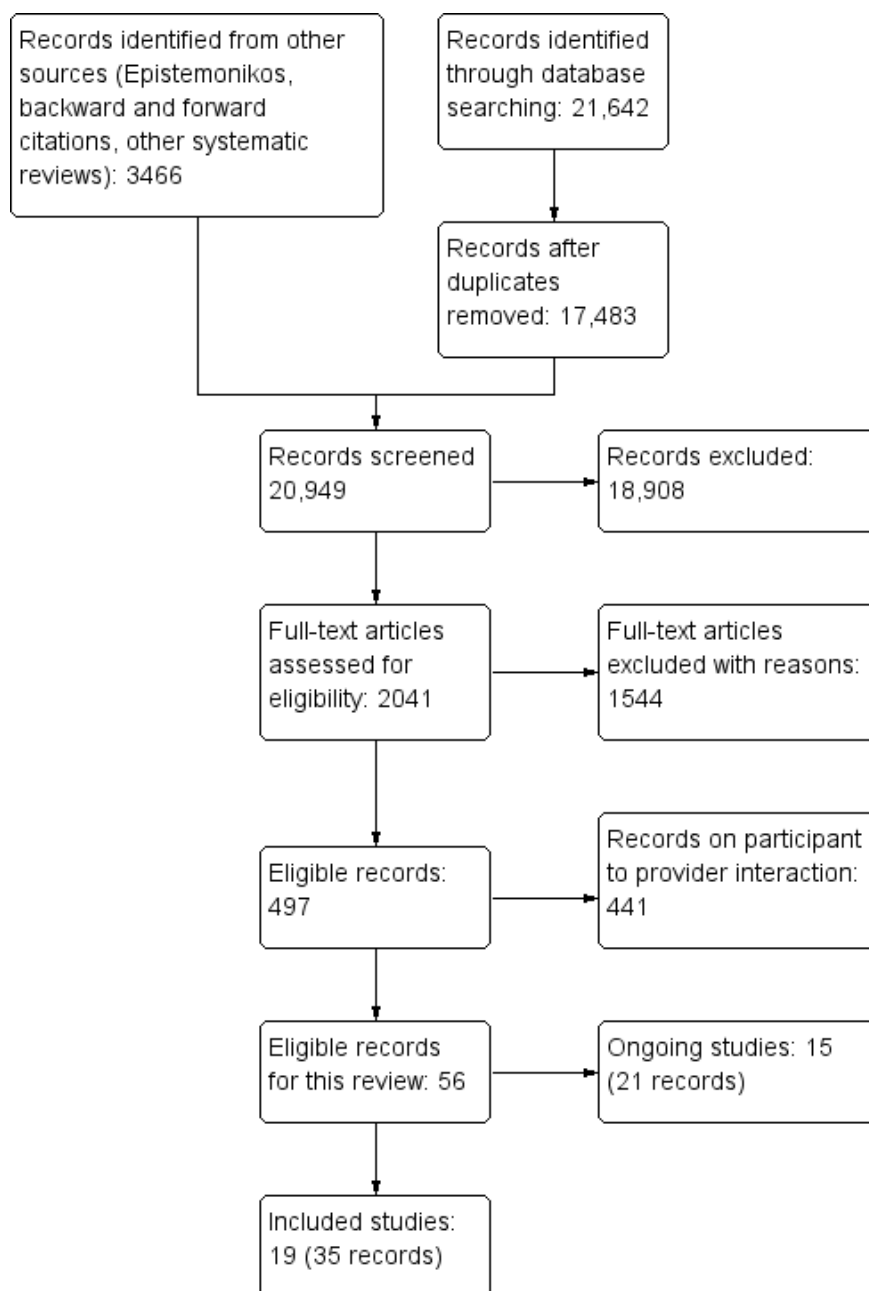 Records identified from other
sources (Epistemonikos,
backward and forward
citations, other systematic
reviews): 3466
Records identified
through database
searching: 21,642
Records after
duplicates
removed: 17,483
Records screened
20,949
Records excluded:
18,908
Full-text articles
assessed for
eligibility: 2041
Full-text articles
excluded with reasons:
1544
Eligible records:
497
Records on participant
to provider interaction:
441
Eligible records
for this review: 56
Ongoing studies: 15
(21 records)
Included studies:
19 (35 records)